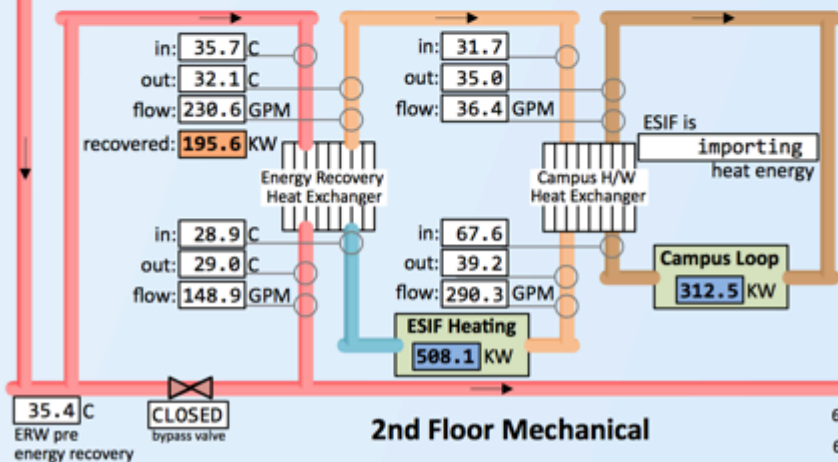 in: 35.7 C
out: 32.1 C
flow: 230.6 GPM
recovered: 195.6 KW
in: 31.7
out: 35.0
flow: 36.4 GPM
ESIF is
importing
heat energy
Energy Recovery
Heat Exchanger
Campus H/W
Heat Exchanger
in: 28.9 C
out: 29.0 C
flow: 148.9 GPM
in: 67.6
out: 39.2
flow: 290.3 GPM
Campus Loop
312.5 KW
ESIF Heating
508.1 KW
35.4 C
ERW pre
energy recovery
CLOSED
bypass valve
2nd Floor Mechanical
6
6